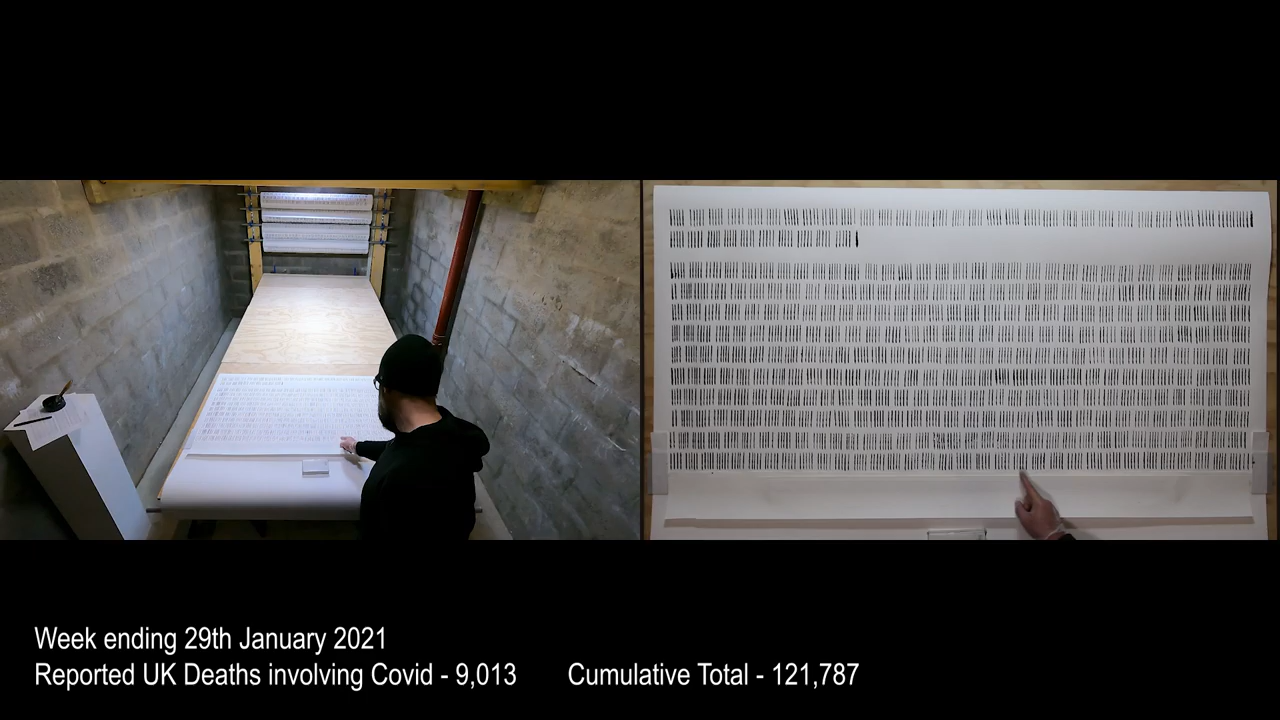 Week ending 29th January 2021
Reported UK Deaths involving Covid - 9,013 Cumulative Total - 121,787